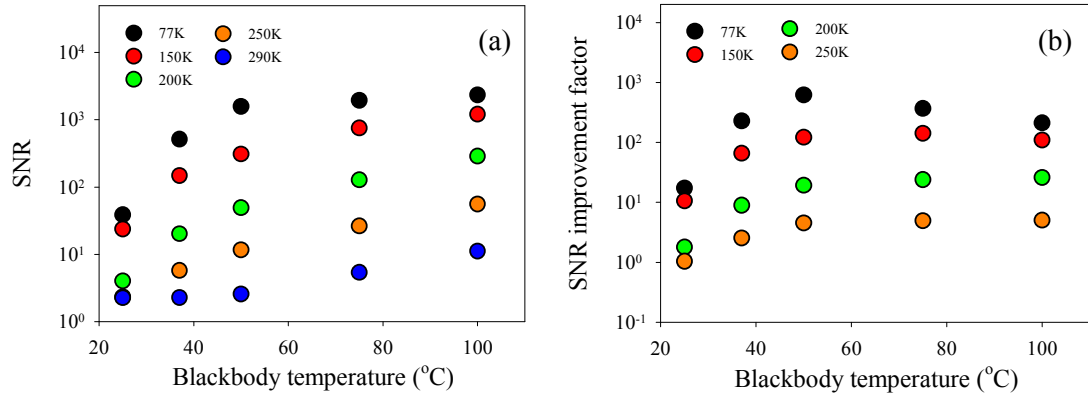 77K
150K
200K
250K
290K
(a)
SNR
10⁴
10³
10²
10¹
10⁰
20 40 60 80 100
Blackbody temperature (°C)
77K
150K
200K
250K
(b)
SNR improvement factor
10⁴
10³
10²
10¹
10⁰
10⁻¹
20 40 60 80 100
Blackbody temperature (°C)